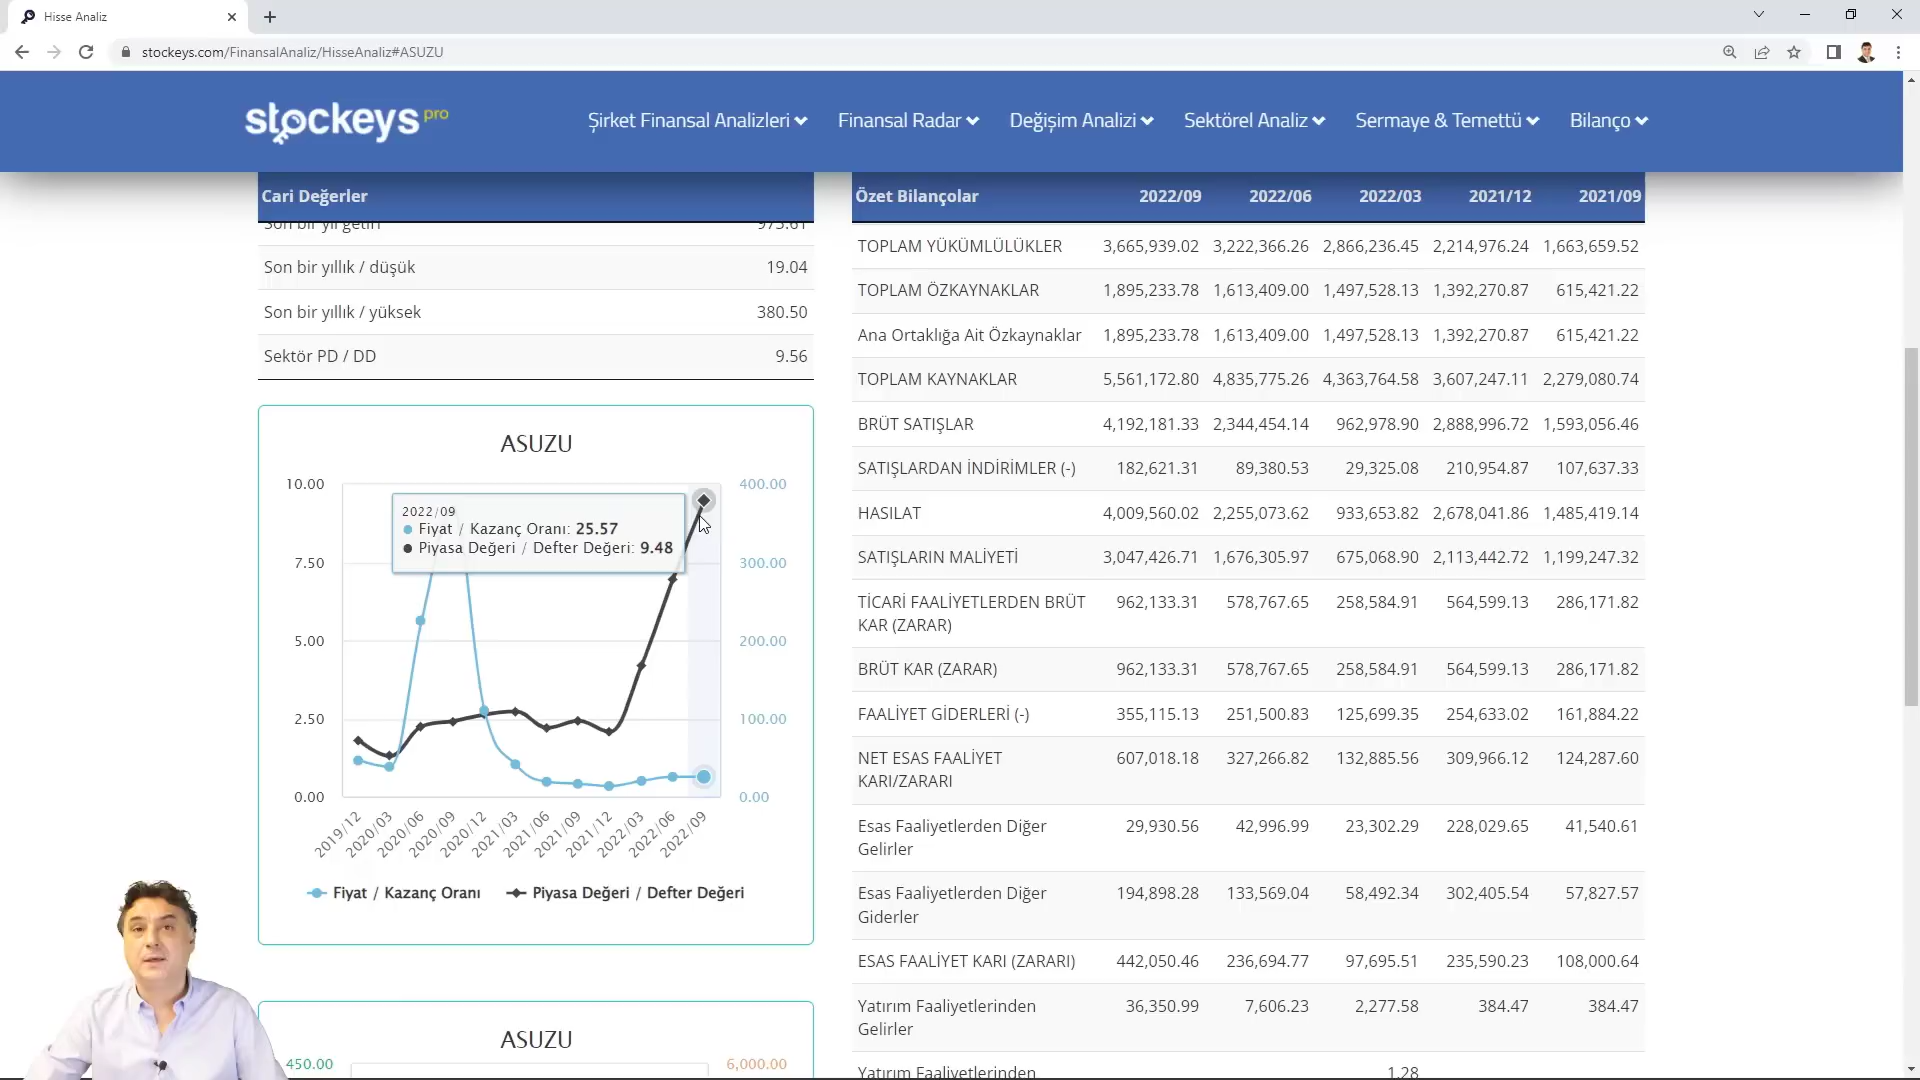 Hisse Analiz
stockeys.com/FinansalAnaliz/HisseAnaliz#ASUZU
stockeys pro
Şirket Finansal Analizleri
Finansal Radar
Değişim Analizi
Sektörel Analiz
Sermaye & Temettü
Bilanço
Cari Değerler
Son bir yıl getiri 973.61
Son bir yıllık / düşük 19.04
Son bir yıllık / yüksek 380.50
Sektör PD / DD 9.56
ASUZU
10.00
7.50
5.00
2.50
0.00
400.00
300.00
200.00
100.00
0.00
2022/09
Fiyat / Kazanç Oranı: 25.57
Piyasa Değeri / Defter Değeri: 9.48
2019/12
2020/03
2020/06
2020/09
2020/12
2021/03
2021/06
2021/09
2021/12
2022/03
2022/06
2022/09
Fiyat / Kazanç Oranı
Piyasa Değeri / Defter Değeri
ASUZU
450.00
6,000.00
Özet Bilançolar 2022/09 2022/06 2022/03 2021/12 2021/09
TOPLAM YÜKÜMLÜLÜKLER 3,665,939.02 3,222,366.26 2,866,236.45 2,214,976.24 1,663,659.52
TOPLAM ÖZKAYNAKLAR 1,895,233.78 1,613,409.00 1,497,528.13 1,392,270.87 615,421.22
Ana Ortaklığa Ait Özkaynaklar 1,895,233.78 1,613,409.00 1,497,528.13 1,392,270.87 615,421.22
TOPLAM KAYNAKLAR 5,561,172.80 4,835,775.26 4,363,764.58 3,607,247.11 2,279,080.74
BRÜT SATIŞLAR 4,192,181.33 2,344,454.14 962,978.90 2,888,996.72 1,593,056.46
SATIŞLARDAN İNDİRİMLER (-) 182,621.31 89,380.53 29,325.08 210,954.87 107,637.33
HASILAT 4,009,560.02 2,255,073.62 933,653.82 2,678,041.86 1,485,419.14
SATIŞLARIN MALİYETİ 3,047,426.71 1,676,305.97 675,068.90 2,113,442.72 1,199,247.32
TİCARİ FAALİYETLERDEN BRÜT 962,133.31 578,767.65 258,584.91 564,599.13 286,171.82
KAR (ZARAR)
BRÜT KAR (ZARAR) 962,133.31 578,767.65 258,584.91 564,599.13 286,171.82
FAALİYET GİDERLERİ (-) 355,115.13 251,500.83 125,699.35 254,633.02 161,884.22
NET ESAS FAALİYET 607,018.18 327,266.82 132,885.56 309,966.12 124,287.60
KARI/ZARARI
Esas Faaliyetlerden Diğer 29,930.56 42,996.99 23,302.29 228,029.65 41,540.61
Gelirler
Esas Faaliyetlerden Diğer 194,898.28 133,569.04 58,492.34 302,405.54 57,827.57
Giderler
ESAS FAALİYET KARI (ZARARI) 442,050.46 236,694.77 97,695.51 235,590.23 108,000.64
Yatırım Faaliyetlerinden 36,350.99 7,606.23 2,277.58 384.47 384.47
Gelirler
Yatırım Faaliyetlerinden 1.28